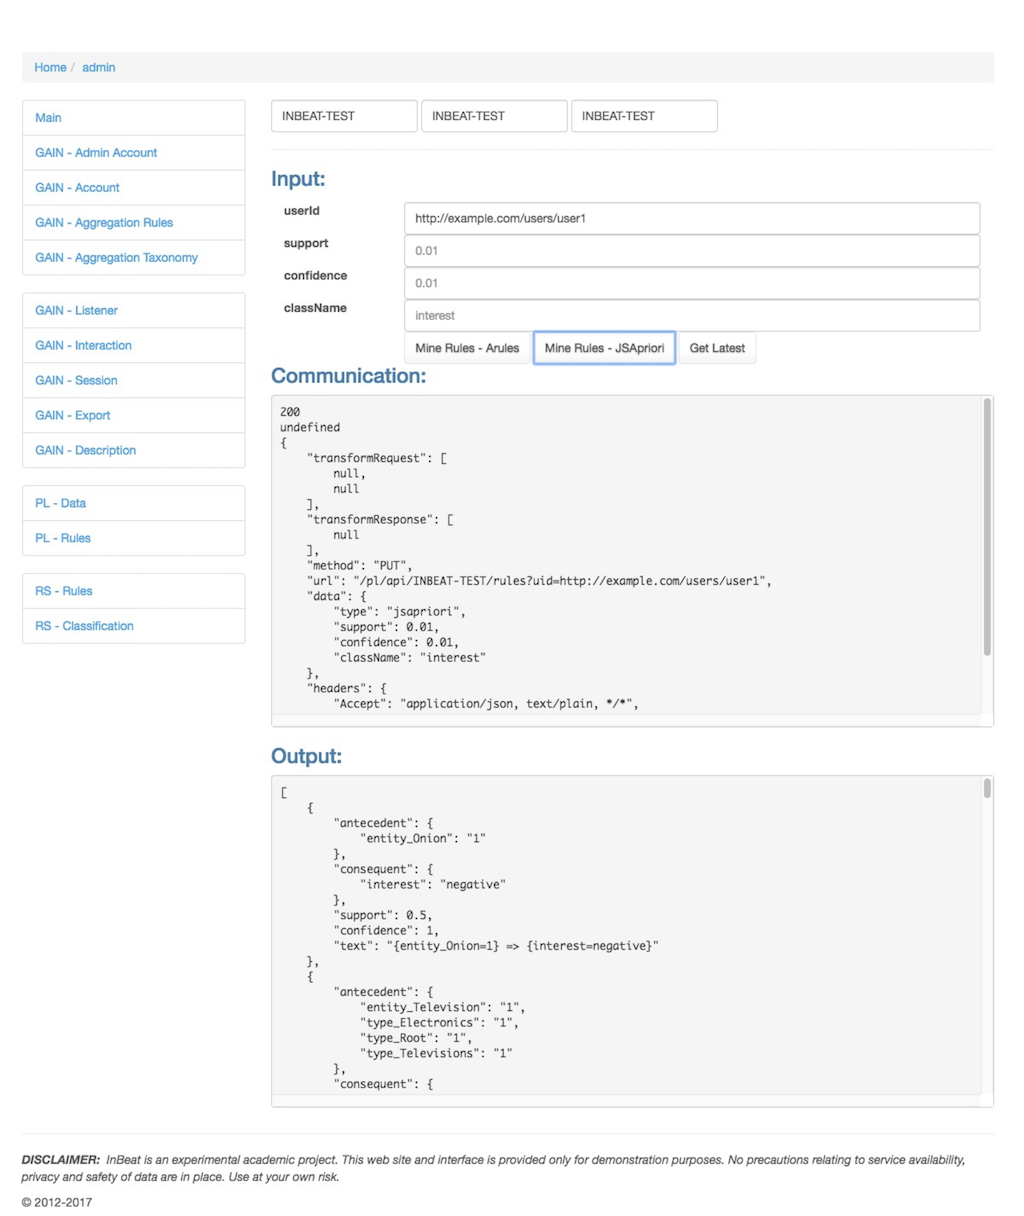 Home / admin
Main
GAIN - Admin Account
GAIN - Account
GAIN - Aggregation Rules
GAIN - Aggregation Taxonomy
GAIN - Listener
GAIN - Interaction
GAIN - Session
GAIN - Export
GAIN - Description
PL - Data
PL - Rules
RS - Rules
RS - Classification
INBEAT-TEST INBEAT-TEST INBEAT-TEST
Input:
userId http://example.com/users/user1
support 0.01
confidence 0.01
className interest
Mine Rules - Arules Mine Rules - JSApriori Get Latest
Communication:
200
undefined
{
    "transformRequest": [
        null,
        null
    ],
    "transformResponse": [
        null
    ],
    "method": "PUT",
    "url": "/pl/api/INBEAT-TEST/rules?uid=http://example.com/users/user1",
    "data": {
        "type": "jsapriori",
        "support": 0.01,
        "confidence": 0.01,
        "className": "interest"
    },
    "headers": {
        "Accept": "application/json, text/plain, */*",
Output:
[
    {
        "antecedent": {
            "entity_Onion": "1"
        },
        "consequent": {
            "interest": "negative"
        },
        "support": 0.5,
        "confidence": 1,
        "text": "{entity_Onion=1} => {interest=negative}"
    },
    {
        "antecedent": {
            "entity_Television": "1",
            "type_Electronics": "1",
            "type_Root": "1",
            "type_Televisions": "1"
        },
        "consequent": {
DISCLAIMER: InBeat is an experimental academic project. This web site and interface is provided only for demonstration purposes. No precautions relating to service availability,
privacy and safety of data are in place. Use at your own risk.
© 2012-2017